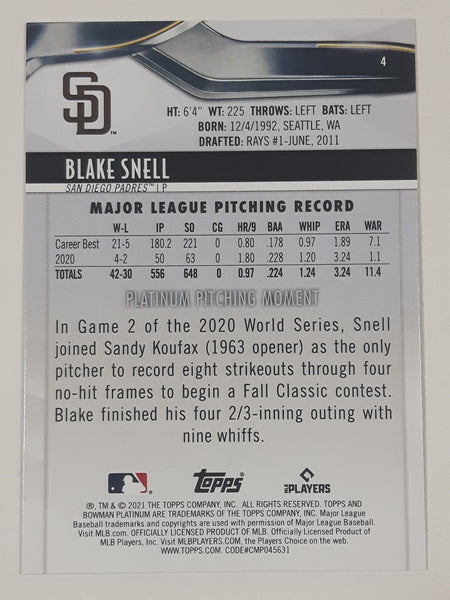 4
SD
TM
HT: 6'4" WT: 225 THROWS: LEFT BATS: LEFT
BORN: 12/4/1992, SEATTLE, WA
DRAFTED: RAYS #1-JUNE, 2011
BLAKE SNELL
SAN DIEGO PADRES™ | P
MAJOR LEAGUE PITCHING RECORD
W-L IP SO CG HR/9 BAA WHIP ERA WAR
Career Best 21-5 180.2 221 0 0.80 .178 0.97 1.89 7.1
2020 4-2 50 63 0 1.80 .228 1.20 3.24 1.1
TOTALS 42-30 556 648 0 0.97 .224 1.24 3.24 11.4
PLATINUM PITCHING MOMENT
In Game 2 of the 2020 World Series, Snell
joined Sandy Koufax (1963 opener) as the only
pitcher to record eight strikeouts through four
no-hit frames to begin a Fall Classic contest.
Blake finished his four 2/3-inning outing with
nine whiffs.
Topps MLB PLAYERS
®, TM & © 2021 THE TOPPS COMPANY, INC. ALL RIGHTS RESERVED. TOPPS AND
BOWMAN PLATINUM ARE TRADEMARKS OF THE TOPPS COMPANY, INC. Major League
Baseball trademarks and copyrights are used with permission of Major League Baseball.
Visit MLB.com. OFFICIALLY LICENSED PRODUCT OF MLB. Officially Licensed Product of
MLB Players, Inc. Visit MLBPLAYERS.com, the Players Choice on the web.
WWW.TOPPS.COM. CODE#CMP045631